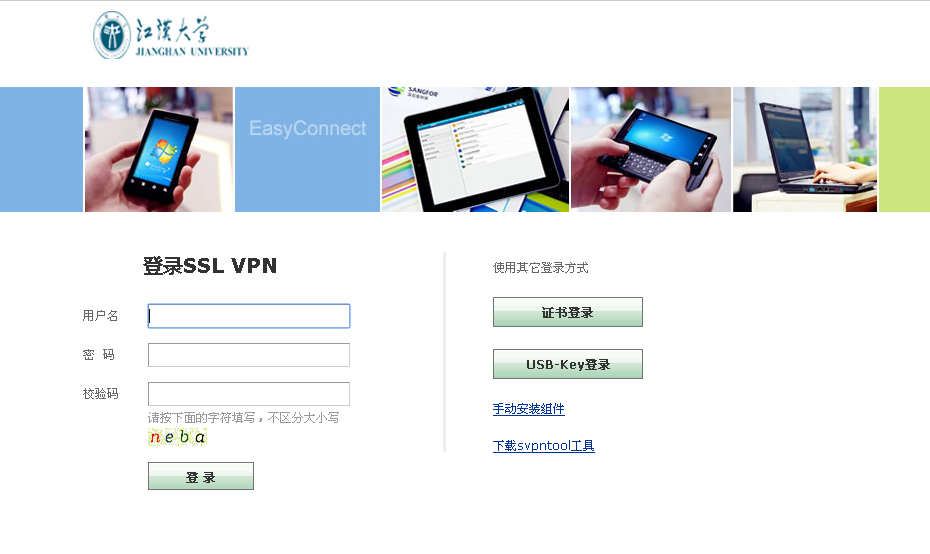 江漢大学
JIANGHAN UNIVERSITY
EasyConnect
SANGFOR
登录SSL VPN
用户名
密 码
校验码
请按下面的字符填写，不区分大小写
neba
登 录
使用其它登录方式
证书登录
USB-Key登录
手动安装组件
下载svpntool工具